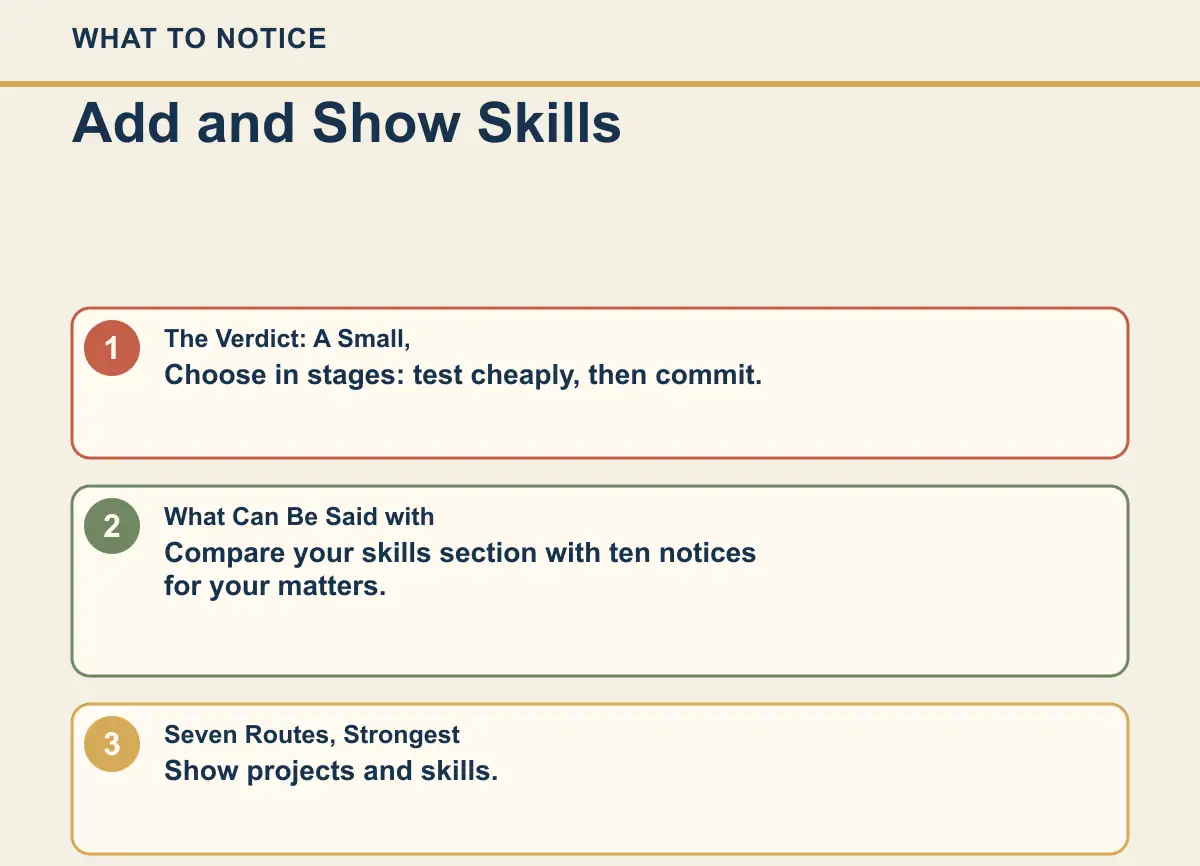 WHAT TO NOTICE
Add and Show Skills
1
The Verdict: A Small,
Choose in stages: test cheaply, then commit.
2
What Can Be Said with
Compare your skills section with ten notices
for your matters.
3
Seven Routes, Strongest
Show projects and skills.